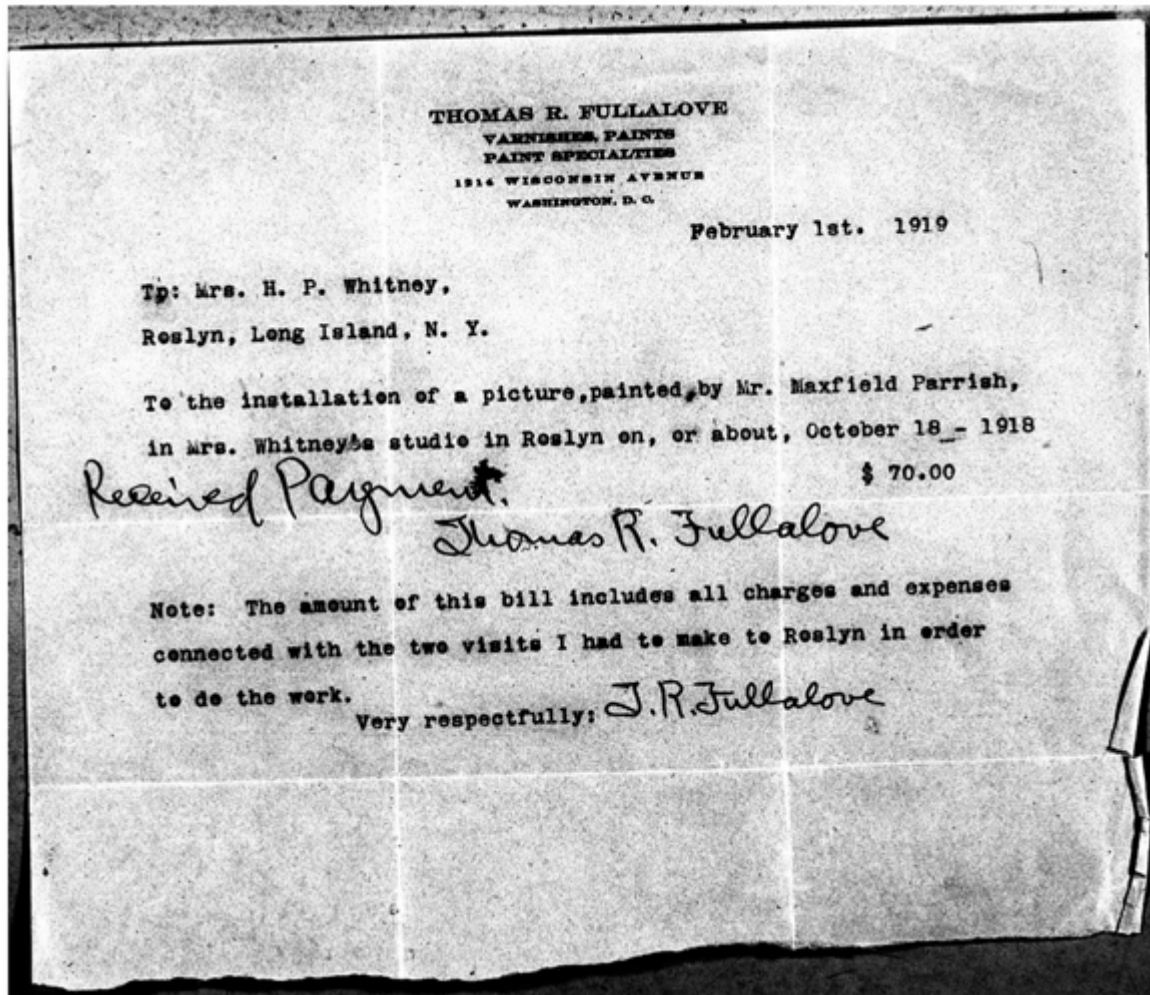 THOMAS R. FULLALOVE
VARNISHES, PAINTS
PAINT SPECIALTIES
1214 WISCONSIN AVENUE
WASHINGTON, D. C.
February 1st. 1919
To: Mrs. H. P. Whitney,
Roslyn, Long Island, N. Y.
To the installation of a picture,painted,by Mr. Maxfield Parrish,
in Mrs. Whitney's studio in Roslyn on, or about, October 18 - 1918
$ 70.00
Received Payment.
Thomas R. Fullalove
Note: The amount of this bill includes all charges and expenses
connected with the two visits I had to make to Roslyn in order
to do the work.
Very respectfully; T. R. Fullalove